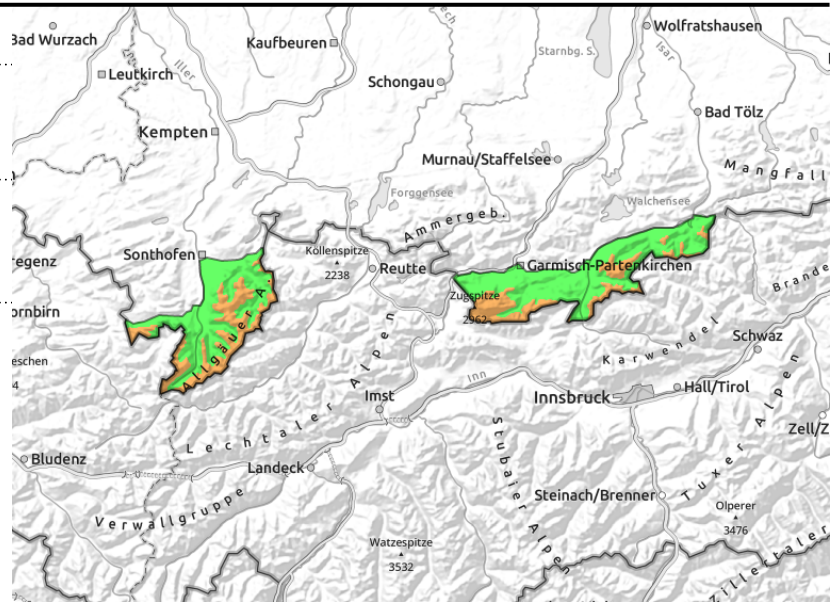 Wolfratshausen
Bad Wurzach
Kaufbeuren
Starnbg. S.
Isar
Iller
Leutkirch
Schongau
Bad Tölz
Kempten
Murnau/Staffelsee
Mangfall
Forggensee
Walchensee
Ammergeb.
Sonthofen
Köllenspitze
2238
Reutte
Garmisch-Partenkirchen
regenz
Zugspitze
2962
Brande
ornbirn
Allgäuer A.
Karwendel
Schwaz
eschen
4
Inn
Imst
Innsbruck
Hall/Tirol
Lechtaler Alpen
Zell/Z
Bludenz
Landeck
Stubaier Alpen
Tuxer Alpen
Verwallgruppe
Steinach/Brenner
Olperer
3476
Watzespitze
3532
Zillertaler